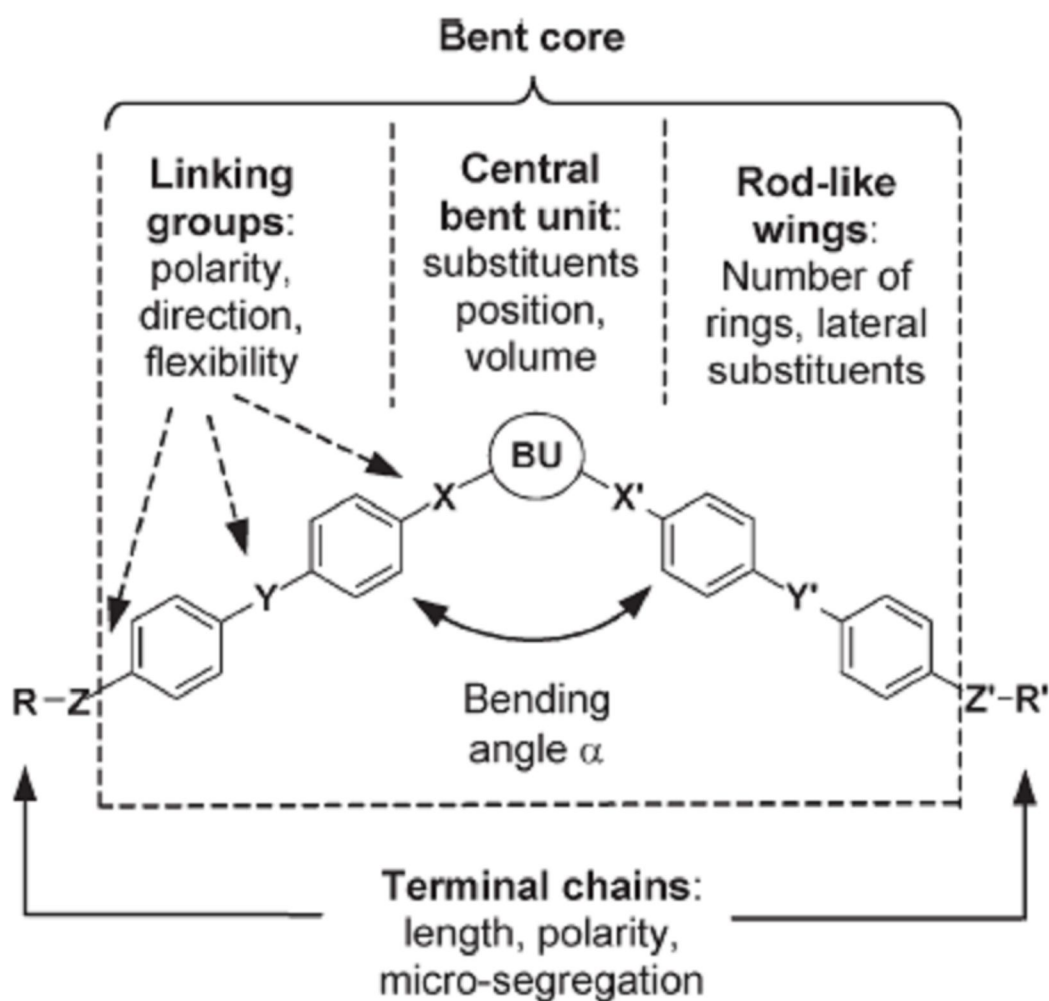 Bent core
Linking
groups:
polarity,
direction,
flexibility
Central
bent unit:
substituents
position,
volume
Rod-like
wings:
Number of
rings, lateral
substituents
BU
X
X'
Y
Y'
R-Z
Z'-R'
Bending
angle α
Terminal chains:
length, polarity,
micro-segregation